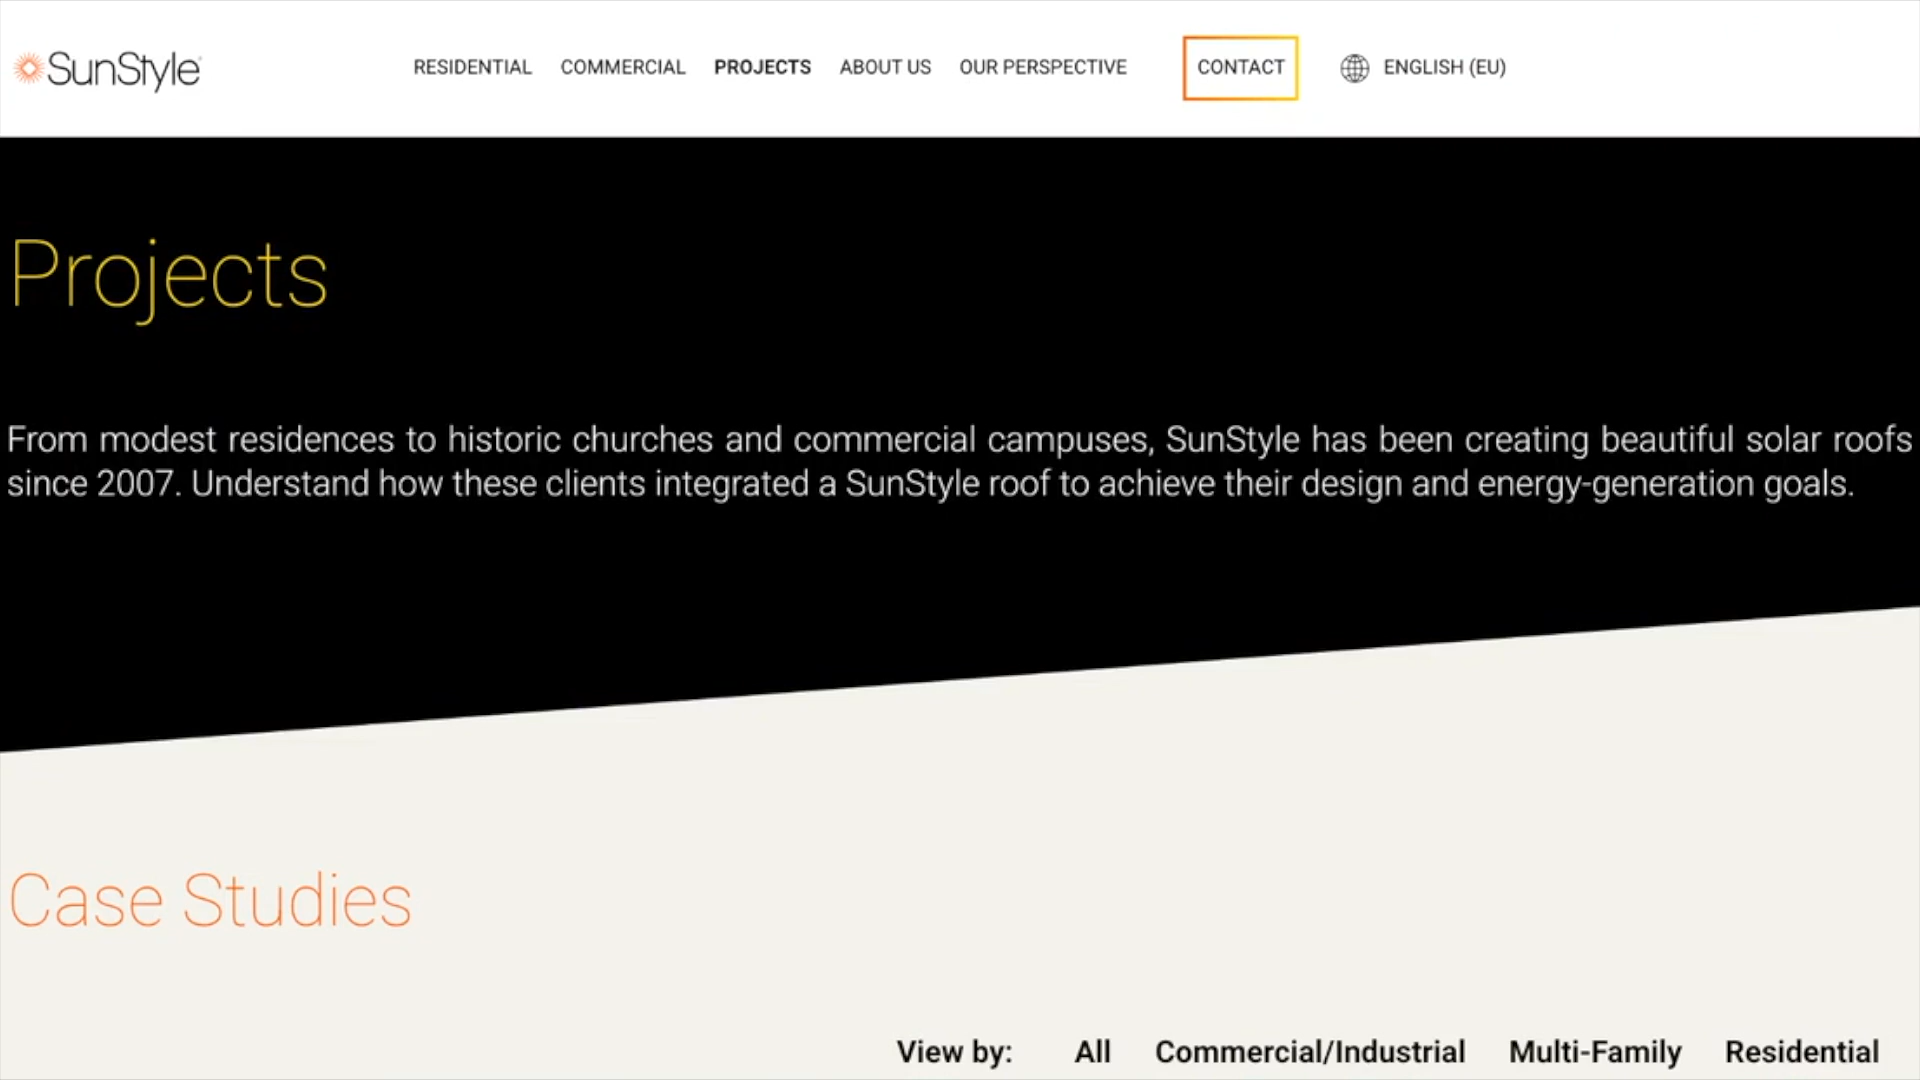 SunStyle
RESIDENTIAL
COMMERCIAL
PROJECTS
ABOUT US
OUR PERSPECTIVE
CONTACT
ENGLISH (EU)
Projects
From modest residences to historic churches and commercial campuses, SunStyle has been creating beautiful solar roofs
since 2007. Understand how these clients integrated a SunStyle roof to achieve their design and energy-generation goals.
Case Studies
View by: All Commercial/Industrial Multi-Family Residential